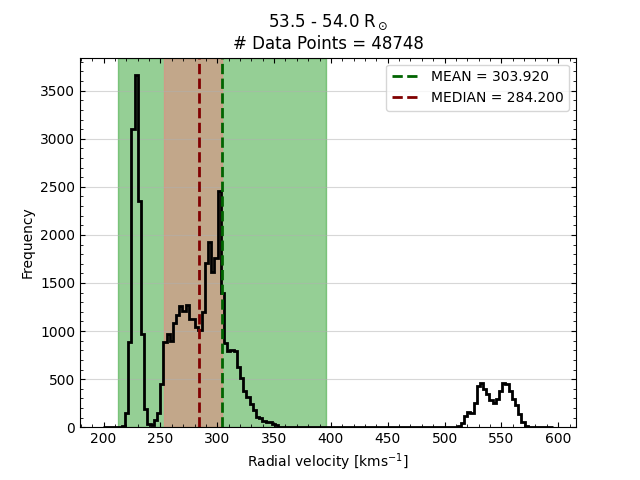 53.5 - 54.0 R⊙
# Data Points = 48748
MEAN = 303.920
MEDIAN = 284.200
Frequency
3500
3000
2500
2000
1500
1000
500
0
200 250 300 350 400 450 500 550 600
Radial velocity [kms⁻¹]